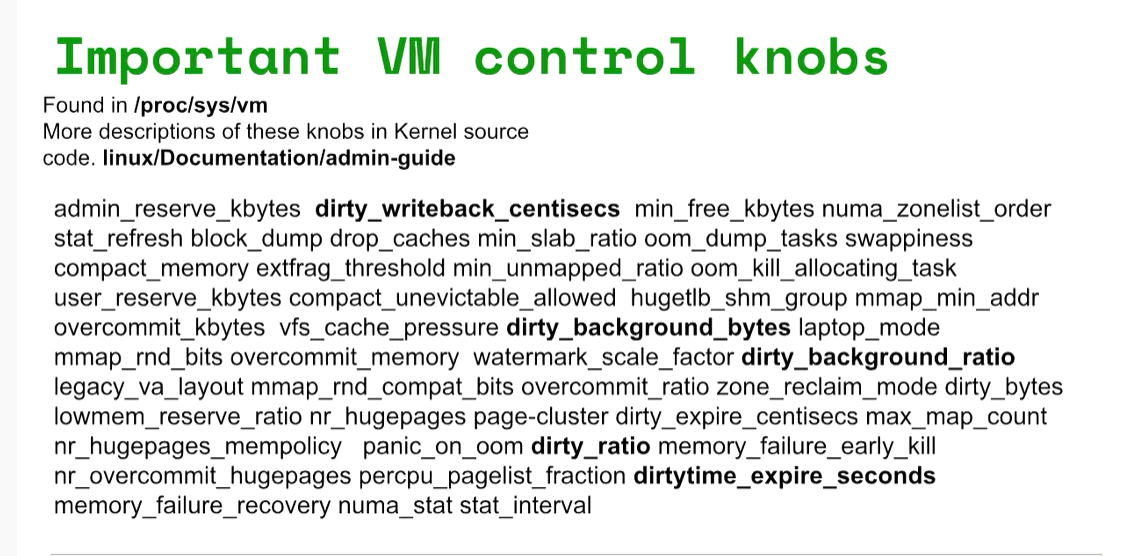 Important VM control knobs
Found in /proc/sys/vm
More descriptions of these knobs in Kernel source
code. linux/Documentation/admin-guide
admin_reserve_kbytes dirty_writeback_centisecs min_free_kbytes numa_zonelist_order
stat_refresh block_dump drop_caches min_slab_ratio oom_dump_tasks swappiness
compact_memory extfrag_threshold min_unmapped_ratio oom_kill_allocating_task
user_reserve_kbytes compact_unevictable_allowed hugetlb_shm_group mmap_min_addr
overcommit_kbytes vfs_cache_pressure dirty_background_bytes laptop_mode
mmap_rnd_bits overcommit_memory watermark_scale_factor dirty_background_ratio
legacy_va_layout mmap_rnd_compat_bits overcommit_ratio zone_reclaim_mode dirty_bytes
lowmem_reserve_ratio nr_hugepages page-cluster dirty_expire_centisecs max_map_count
nr_hugepages_mempolicy panic_on_oom dirty_ratio memory_failure_early_kill
nr_overcommit_hugepages percpu_pagelist_fraction dirtytime_expire_seconds
memory_failure_recovery numa_stat stat_interval